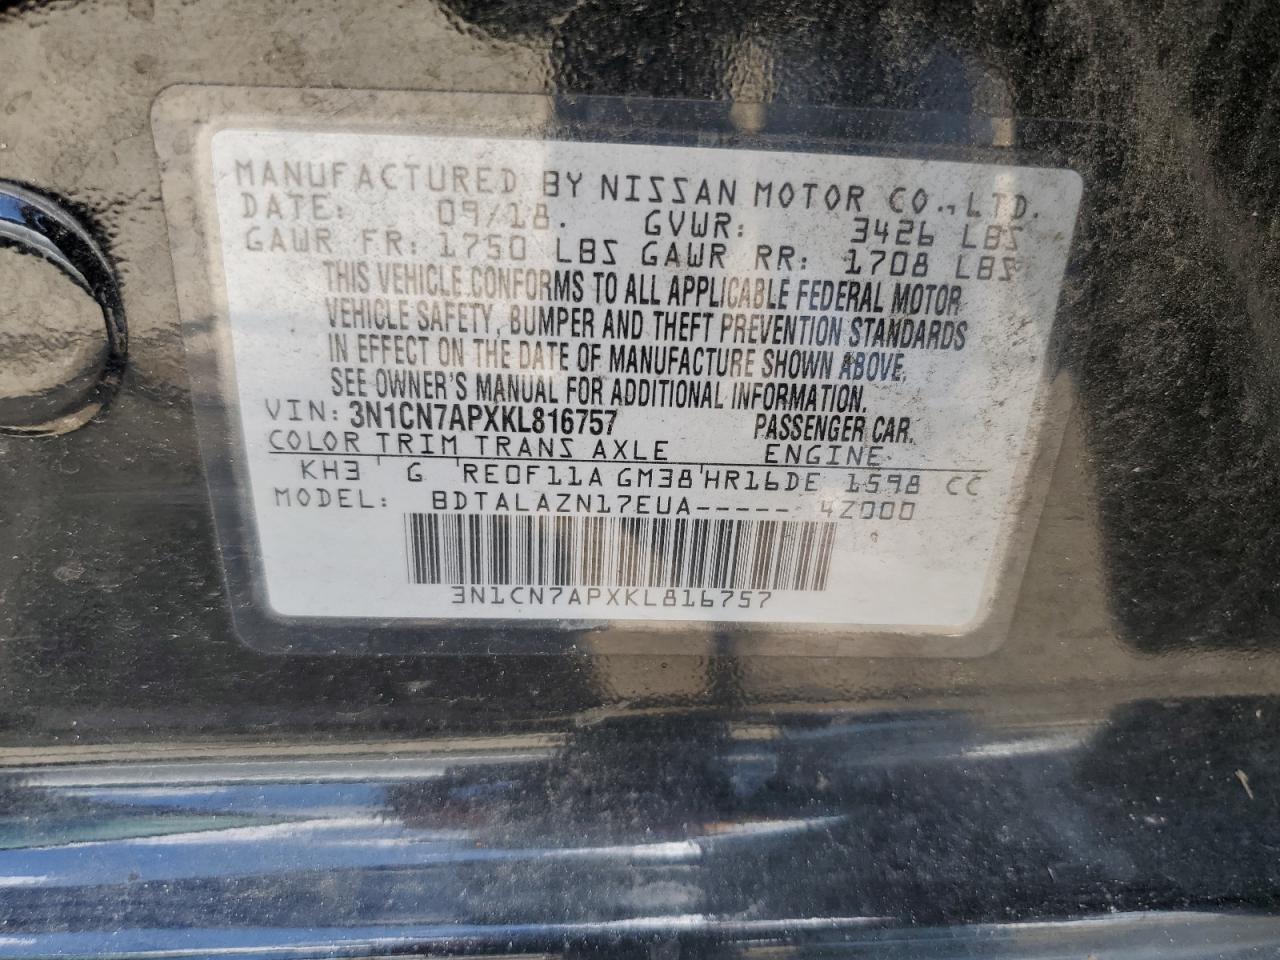 MANUFACTURED BY NISSAN MOTOR CO.,LTD.
DATE: 09/18. GVWR: 3426 LBS
GAWR FR: 1750 LBS GAWR RR: 1708 LBS
THIS VEHICLE CONFORMS TO ALL APPLICABLE FEDERAL MOTOR
VEHICLE SAFETY, BUMPER AND THEFT PREVENTION STANDARDS
IN EFFECT ON THE DATE OF MANUFACTURE SHOWN ABOVE.
SEE OWNER'S MANUAL FOR ADDITIONAL INFORMATION.
VIN: 3N1CN7APXKL816757 PASSENGER CAR.
COLOR TRIM TRANS AXLE ENGINE
KH3 G RE0F11A GM38 HR16DE 1598 CC
MODEL: BDTALAZN17EUA----- 4Z000
3N1CN7APXKL816757